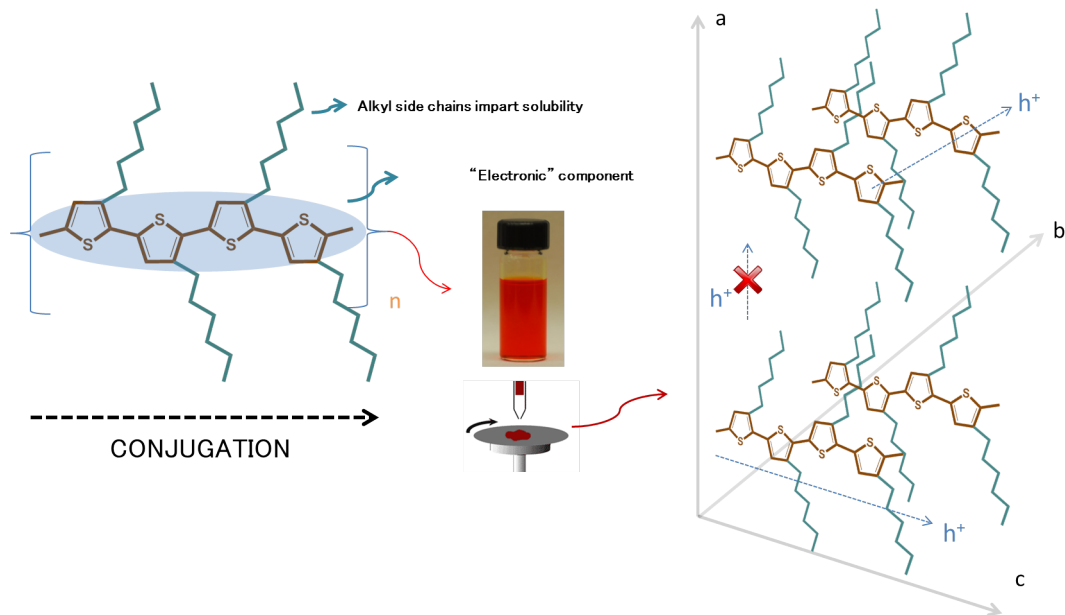 Alkyl side chains impart solubility
“Electronic” component
S
S
S
S
n
CONJUGATION
a
b
c
S
S
S
S
S
S
S
S
h⁺
h⁺
S
S
S
S
S
S
S
S
h⁺